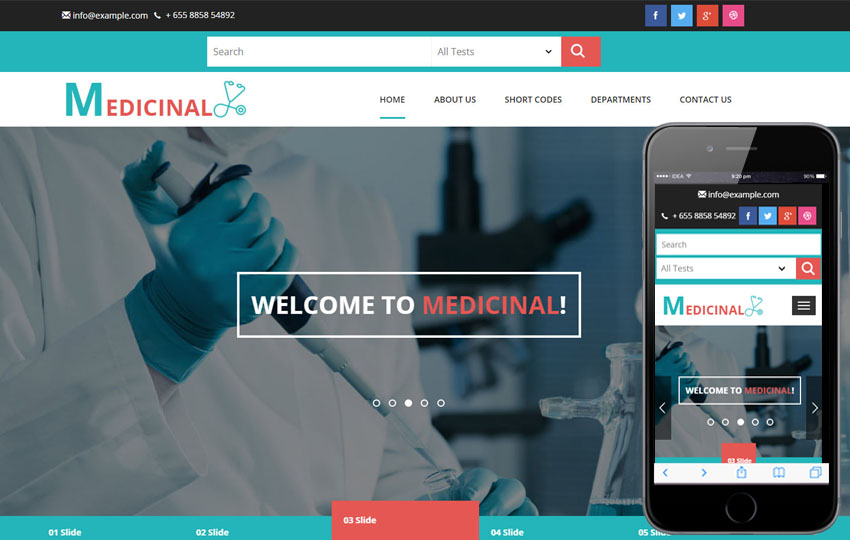 info@example.com + 655 8858 54892
f g+
Search All Tests
MEDICINAL
HOME ABOUT US SHORT CODES DEPARTMENTS CONTACT US
WELCOME TO MEDICINAL!
01 Slide 02 Slide 03 Slide 04 Slide 05 Sli
IDEA 9:20 pm 90%
info@example.com
+ 655 8858 54892 f g+
Search
All Tests
MEDICINAL
WELCOME TO MEDICINAL!
03 Slide